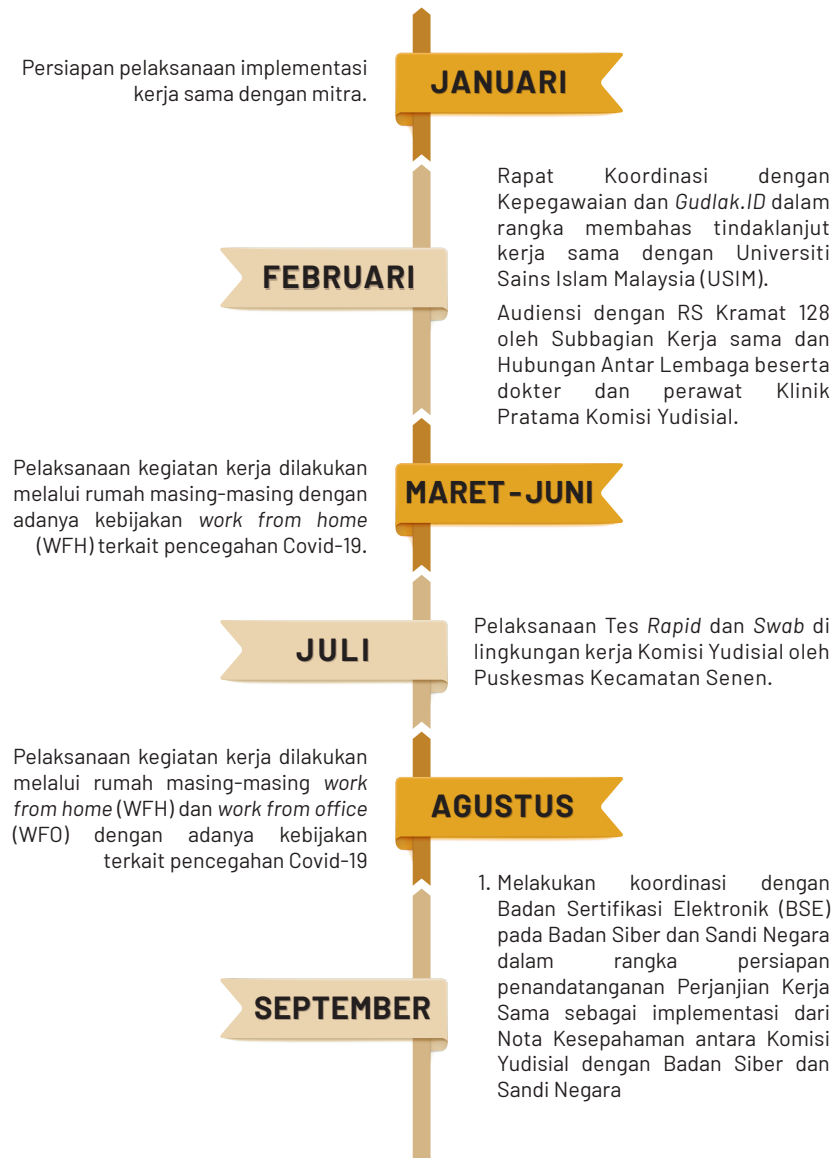 JANUARI
Persiapan pelaksanaan implementasi
kerja sama dengan mitra.
FEBRUARI
Rapat Koordinasi dengan
Kepegawaian dan Gudlak.ID dalam
rangka membahas tindaklanjut
kerja sama dengan Universiti
Sains Islam Malaysia (USIM).
Audiensi dengan RS Kramat 128
oleh Subbagian Kerja sama dan
Hubungan Antar Lembaga beserta
dokter dan perawat Klinik
Pratama Komisi Yudisial.
MARET-JUNI
Pelaksanaan kegiatan kerja dilakukan
melalui rumah masing-masing dengan
adanya kebijakan work from home
(WFH) terkait pencegahan Covid-19.
JULI
Pelaksanaan Tes Rapid dan Swab di
lingkungan kerja Komisi Yudisial oleh
Puskesmas Kecamatan Senen.
AGUSTUS
Pelaksanaan kegiatan kerja dilakukan
melalui rumah masing-masing work
from home (WFH) dan work from office
(WFO) dengan adanya kebijakan
terkait pencegahan Covid-19
SEPTEMBER
1. Melakukan koordinasi dengan
Badan Sertifikasi Elektronik (BSE)
pada Badan Siber dan Sandi Negara
dalam rangka persiapan
penandatanganan Perjanjian Kerja
Sama sebagai implementasi dari
Nota Kesepahaman antara Komisi
Yudisial dengan Badan Siber dan
Sandi Negara